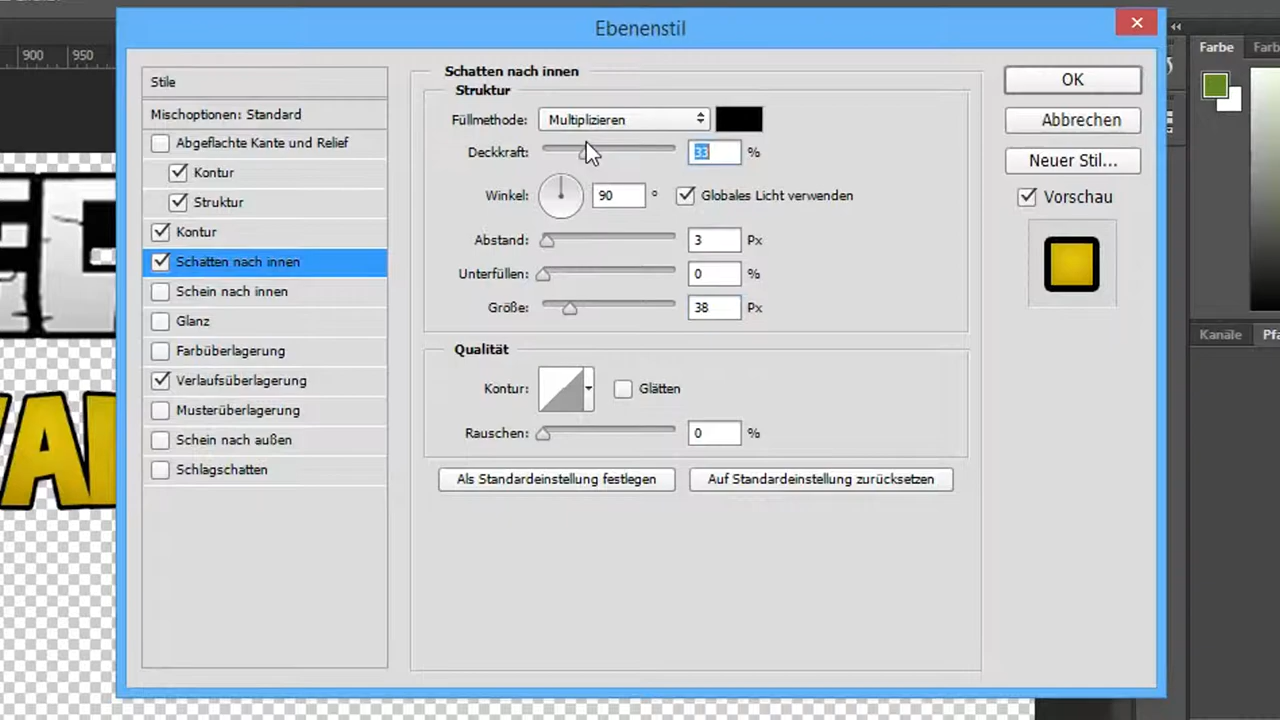 Ebenenstil
900 950
Farbe Farb
Stile
Mischoptionen: Standard
Abgeflachte Kante und Relief
Kontur
Struktur
Kontur
Schatten nach innen
Schein nach innen
Glanz
Farbüberlagerung
Verlaufsüberlagerung
Musterüberlagerung
Schein nach außen
Schlagschatten
Schatten nach innen
Struktur
Füllmethode: Multiplizieren
Deckkraft: 33 %
Winkel: 90 ° Globales Licht verwenden
Abstand: 3 Px
Unterfüllen: 0 %
Größe: 38 Px
Qualität
Kontur: Glätten
Rauschen: 0 %
Als Standardeinstellung festlegen Auf Standardeinstellung zurücksetzen
OK
Abbrechen
Neuer Stil...
Vorschau
Kanäle Pfa